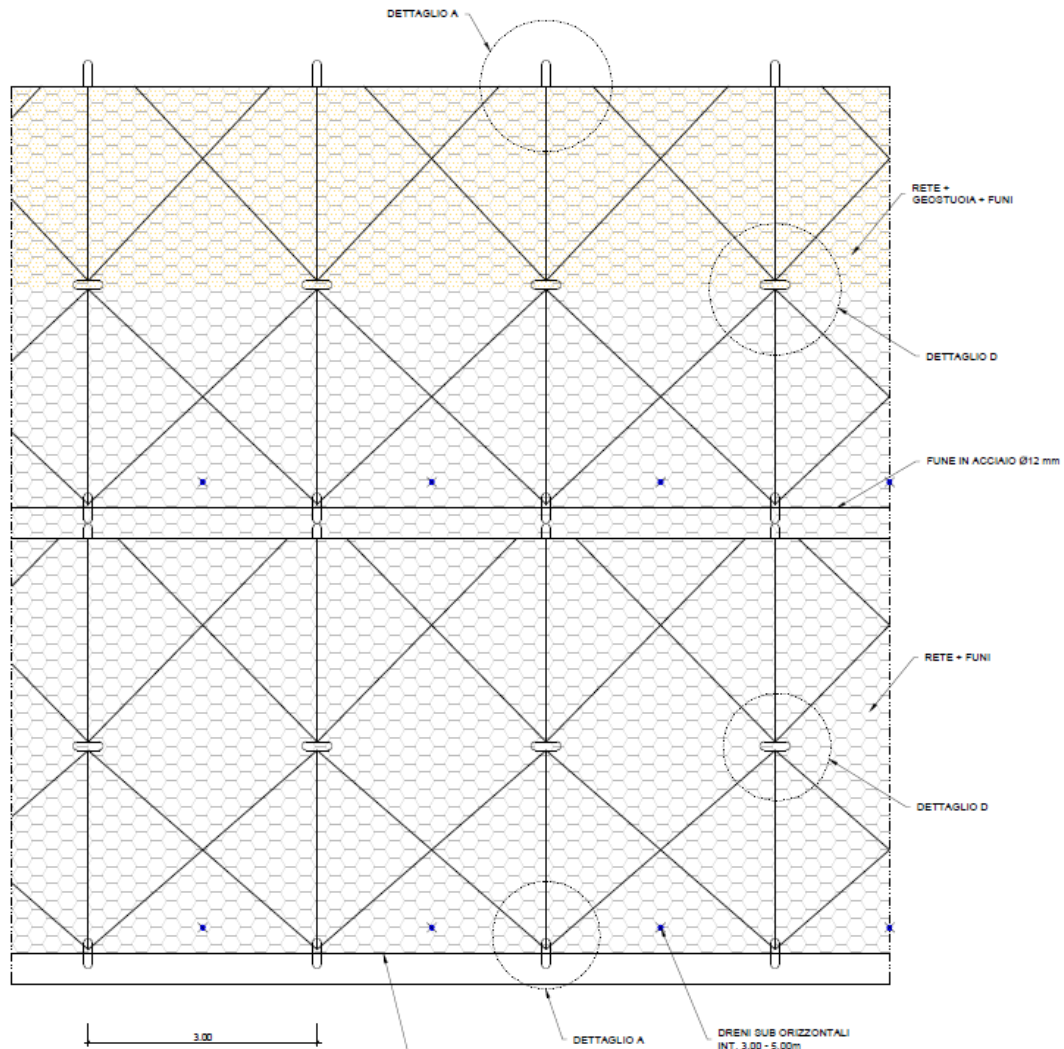 DETTAGLIO A
RETE +
GEOSTUOIA + FUNI
DETTAGLIO D
FUNE IN ACCIAIO Ø12 mm
RETE + FUNI
DETTAGLIO D
3.00
DETTAGLIO A
DRENI SUB ORIZZONTALI
INT. 3,00 - 5,00m